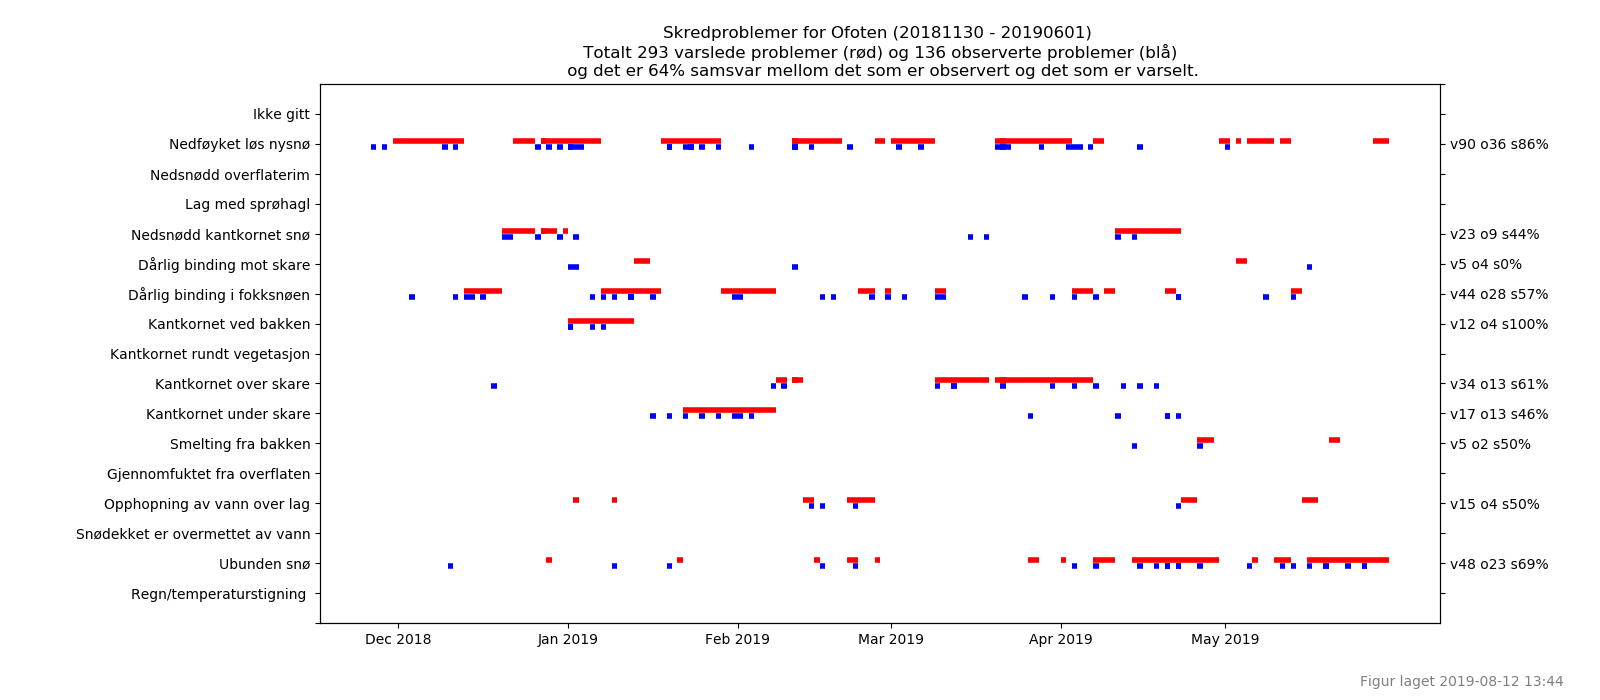 Skredproblemer for Ofoten (20181130 - 20190601)
Totalt 293 varslede problemer (rød) og 136 observerte problemer (blå)
og det er 64% samsvar mellom det som er observert og det som er varselt.
Ikke gitt
Nedføyket løs nysnø v90 o36 s86%
Nedsnødd overflaterim
Lag med sprøhagl
Nedsnødd kantkornet snø v23 o9 s44%
Dårlig binding mot skare v5 o4 s0%
Dårlig binding i fokksnøen v44 o28 s57%
Kantkornet ved bakken v12 o4 s100%
Kantkornet rundt vegetasjon
Kantkornet over skare v34 o13 s61%
Kantkornet under skare v17 o13 s46%
Smelting fra bakken v5 o2 s50%
Gjennomfuktet fra overflaten
Opphopning av vann over lag v15 o4 s50%
Snødekket er overmettet av vann
Ubunden snø v48 o23 s69%
Regn/temperaturstigning
Dec 2018 Jan 2019 Feb 2019 Mar 2019 Apr 2019 May 2019
Figur laget 2019-08-12 13:44